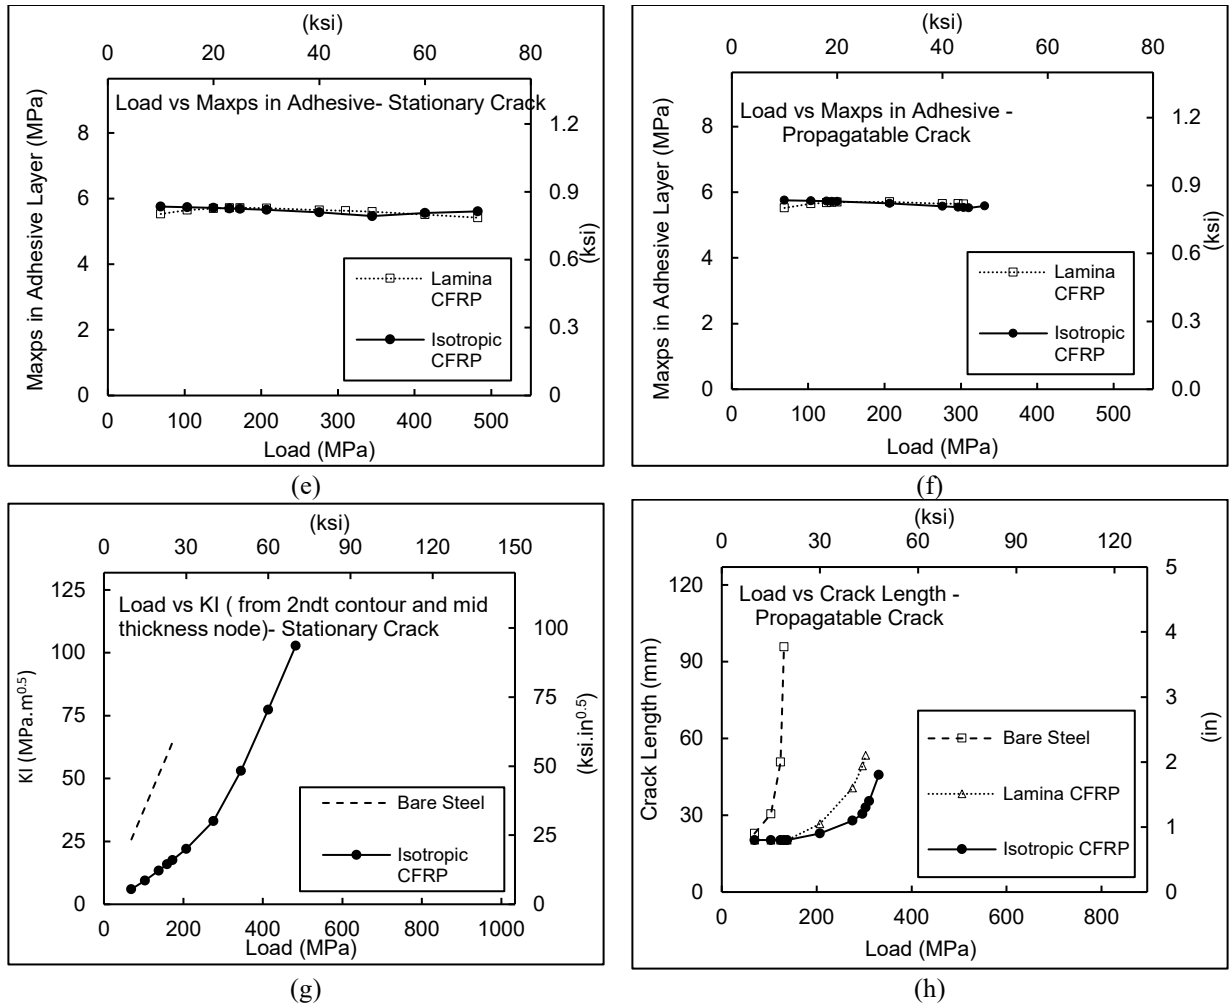 (ksi)
0 20 40 60 80
Load vs Maxps in Adhesive- Stationary Crack
Maxps in Adhesive Layer (MPa)
8
6
4
2
0
1.2
0.9
0.6
0.3
0
(ksi)
Lamina
CFRP
Isotropic
CFRP
0 100 200 300 400 500
Load (MPa)
(e)
(ksi)
0 20 40 60 80
Load vs Maxps in Adhesive -
Propagatable Crack
Maxps in Adhesive Layer (MPa)
8
6
4
2
0
1.2
0.9
0.6
0.3
0.0
(ksi)
Lamina
CFRP
Isotropic
CFRP
0 100 200 300 400 500
Load (MPa)
(f)
(ksi)
0 30 60 90 120 150
Load vs KI ( from 2ndt contour and mid
thickness node)- Stationary Crack
KI (MPa.m0.5)
125
100
75
50
25
0
100
75
50
25
0
(ksi.in0.5)
Bare Steel
Isotropic
CFRP
0 200 400 600 800 1000
Load (MPa)
(g)
(ksi)
0 30 60 90 120
Load vs Crack Length -
Propagatable Crack
Crack Length (mm)
120
90
60
30
0
5
4
3
2
1
0
(in)
Bare Steel
Lamina CFRP
Isotropic CFRP
0 200 400 600 800
Load (MPa)
(h)